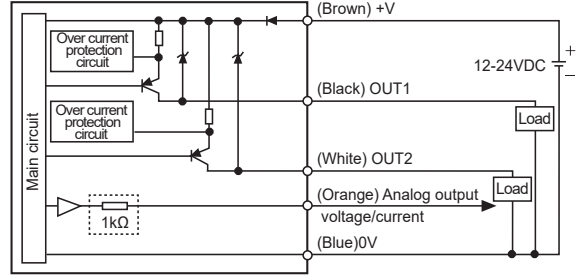 (Brown) +V
Over current
protection
circuit
12-24VDC
+
−
(Black) OUT1
Over current
protection
circuit
Load
Main circuit
(White) OUT2
(Orange) Analog output
voltage/current
Load
1kΩ
(Blue)0V